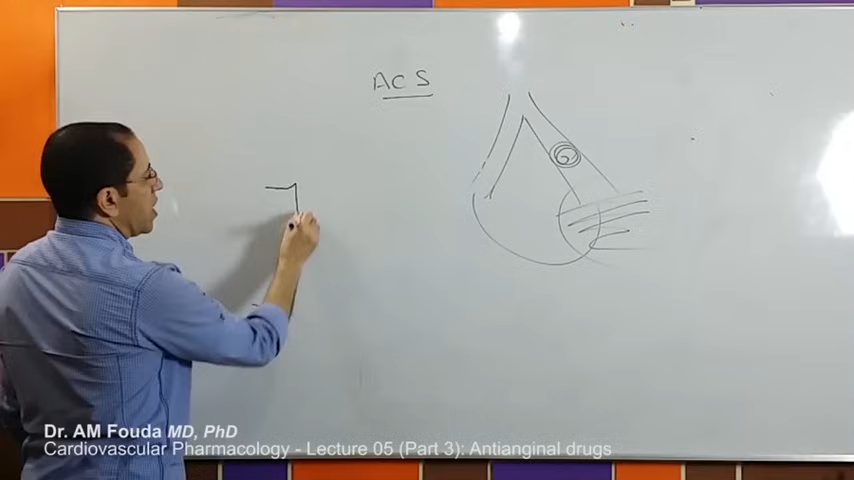 ACS
Dr. AM Fouda MD, PhD
Cardiovascular Pharmacology - Lecture 05 (Part 3): Antianginal drugs